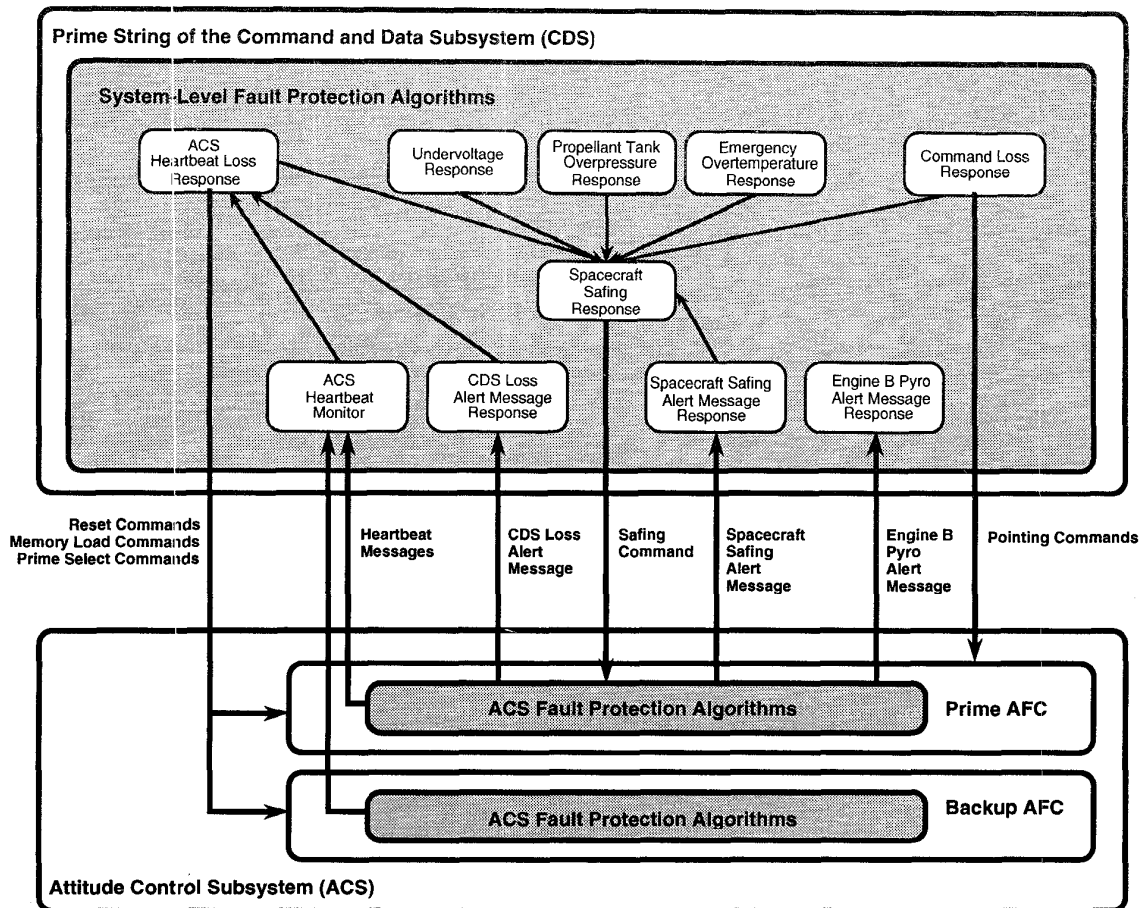 Prime String of the Command and Data Subsystem (CDS)
System-Level Fault Protection Algorithms
ACS
Heartbeat Loss
Response
Undervoltage
Response
Propellant Tank
Overpressure
Response
Emergency
Overtemperature
Response
Command Loss
Response
Spacecraft
Safing
Response
ACS
Heartbeat
Monitor
CDS Loss
Alert Message
Response
Spacecraft Safing
Alert Message
Response
Engine B Pyro
Alert Message
Response
Reset Commands
Memory Load Commands
Prime Select Commands
Heartbeat
Messages
CDS Loss
Alert
Message
Safing
Command
Spacecraft
Safing
Alert
Message
Engine B
Pyro
Alert
Message
Pointing Commands
ACS Fault Protection Algorithms
Prime AFC
ACS Fault Protection Algorithms
Backup AFC
Attitude Control Subsystem (ACS)